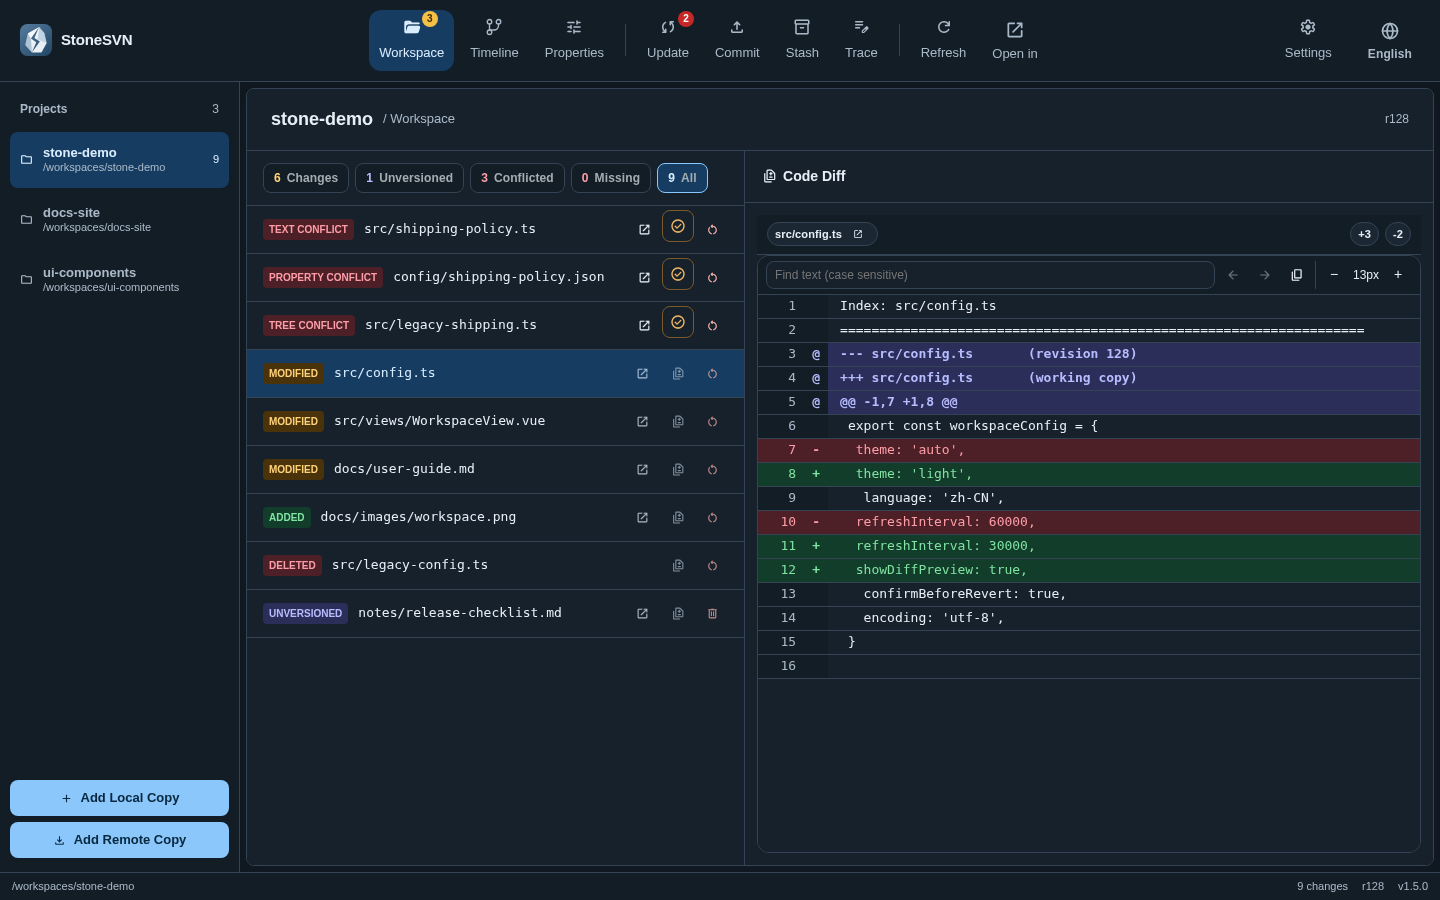 StoneSVN
3
Workspace
Timeline
Properties
2
Update
Commit
Stash
Trace
Refresh
Open in
Settings
English
Projects 3
stone-demo
/workspaces/stone-demo
9
docs-site
/workspaces/docs-site
ui-components
/workspaces/ui-components
Add Local Copy
Add Remote Copy
stone-demo / Workspace r128
6 Changes
1 Unversioned
3 Conflicted
0 Missing
9 All
TEXT CONFLICT src/shipping-policy.ts
PROPERTY CONFLICT config/shipping-policy.json
TREE CONFLICT src/legacy-shipping.ts
MODIFIED src/config.ts
MODIFIED src/views/WorkspaceView.vue
MODIFIED docs/user-guide.md
ADDED docs/images/workspace.png
DELETED src/legacy-config.ts
UNVERSIONED notes/release-checklist.md
Code Diff
src/config.ts +3 -2
Find text (case sensitive) − 13px +
1 Index: src/config.ts
2 ===================================================================
3 @ --- src/config.ts (revision 128)
4 @ +++ src/config.ts (working copy)
5 @ @@ -1,7 +1,8 @@
6 export const workspaceConfig = {
7 - theme: 'auto',
8 + theme: 'light',
9 language: 'zh-CN',
10 - refreshInterval: 60000,
11 + refreshInterval: 30000,
12 + showDiffPreview: true,
13 confirmBeforeRevert: true,
14 encoding: 'utf-8',
15 }
16
/workspaces/stone-demo 9 changes r128 v1.5.0